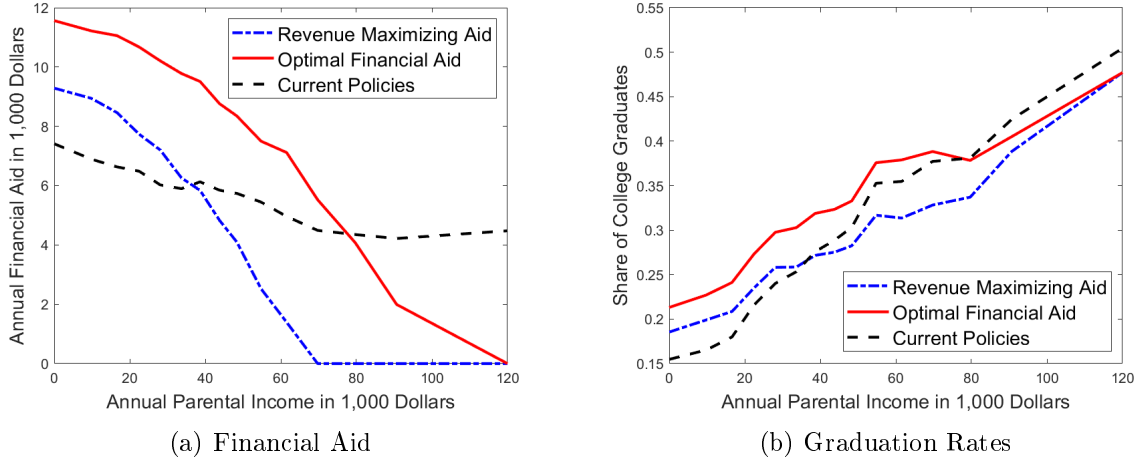 12
10
8
6
4
2
0
0 20 40 60 80 100 120
Annual Financial Aid in 1,000 Dollars
Annual Parental Income in 1,000 Dollars
Revenue Maximizing Aid
Optimal Financial Aid
Current Policies
(a) Financial Aid
0.55
0.5
0.45
0.4
0.35
0.3
0.25
0.2
0.15
0 20 40 60 80 100 120
Share of College Graduates
Annual Parental Income in 1,000 Dollars
Revenue Maximizing Aid
Optimal Financial Aid
Current Policies
(b) Graduation Rates